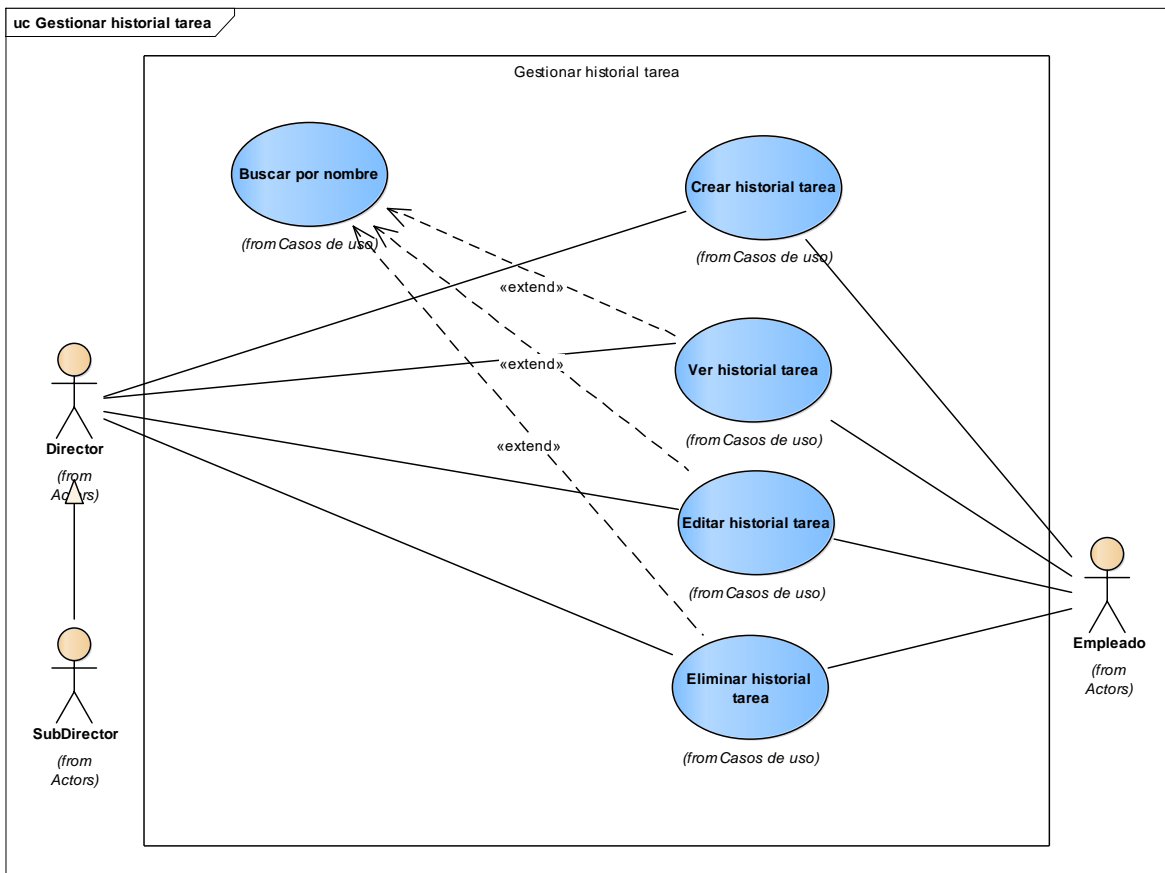 uc Gestionar historial tarea
Gestionar historial tarea
Buscar por nombre
(from Casos de uso)
Crear historial tarea
(from Casos de uso)
«extend»
Ver historial tarea
(from Casos de uso)
«extend»
«extend»
Director
(from
Actors)
Editar historial tarea
(from Casos de uso)
Empleado
(from
Actors)
Eliminar historial
tarea
(from Casos de uso)
SubDirector
(from
Actors)